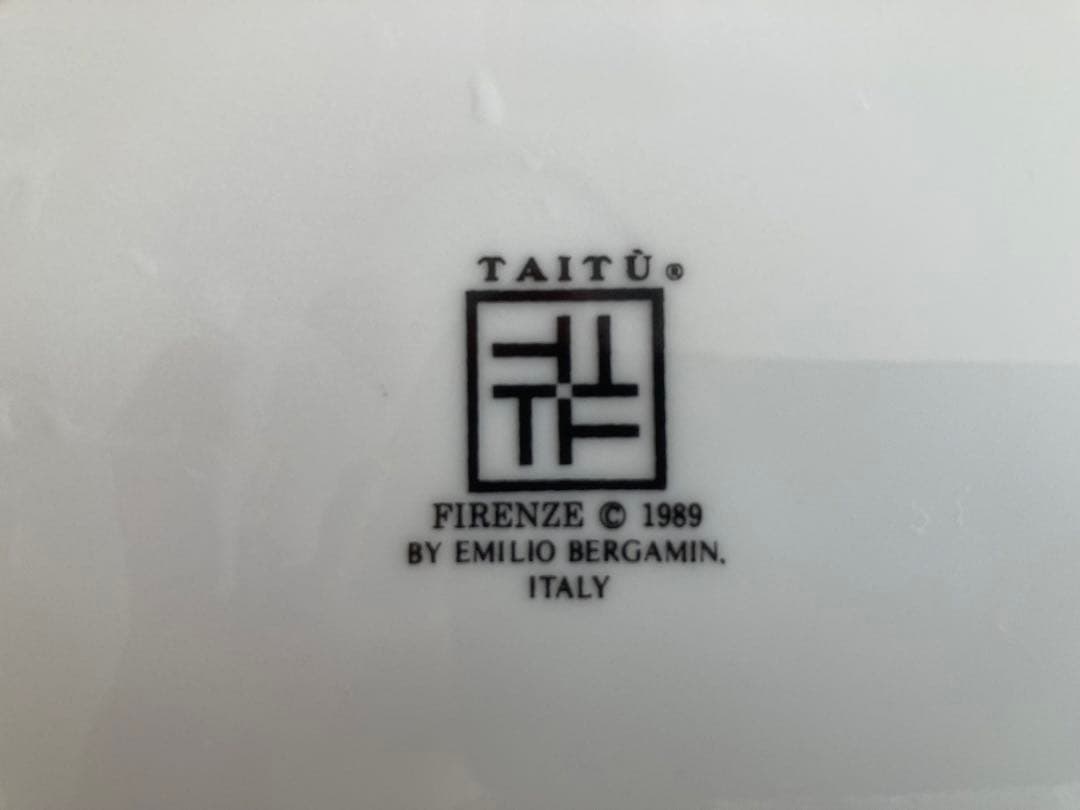 TAITÙ®
FIRENZE © 1989
BY EMILIO BERGAMIN.
ITALY